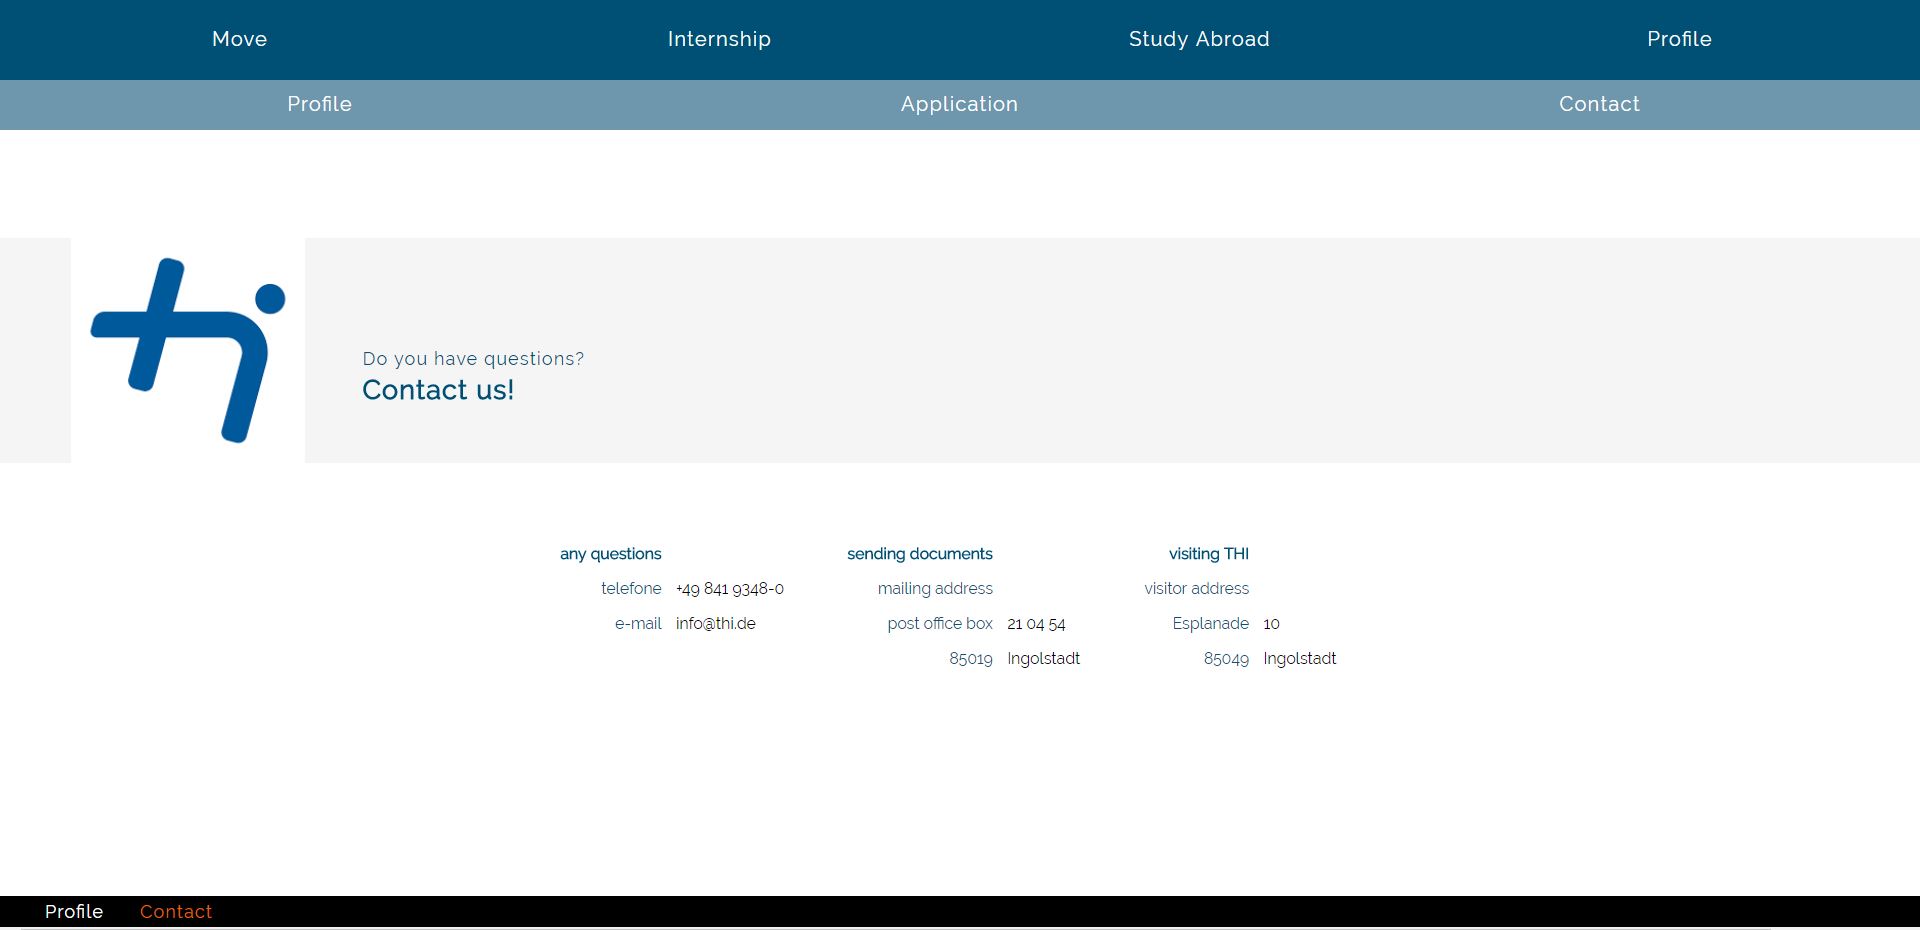 Move Internship Study Abroad Profile
Profile Application Contact
thi
Do you have questions?
Contact us!
any questions sending documents visiting THI
telefone +49 841 9348-0 mailing address visitor address
e-mail info@thi.de post office box 21 04 54 Esplanade 10
85019 Ingolstadt 85049 Ingolstadt
Profile Contact